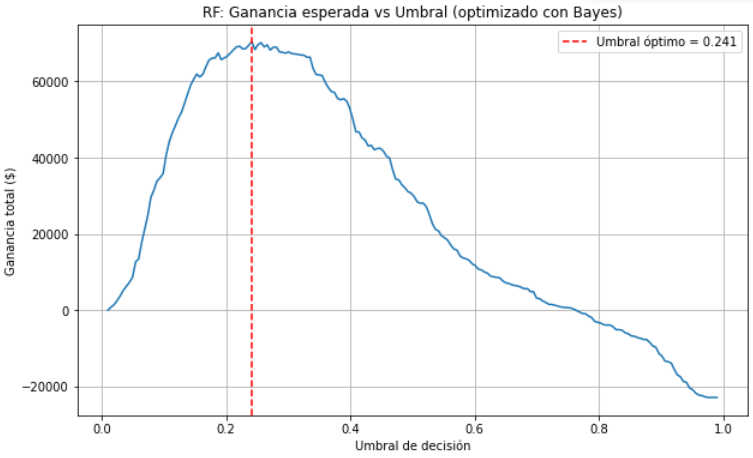 RF: Ganancia esperada vs Umbral (optimizado con Bayes)
Umbral óptimo = 0.241
Ganancia total ($)
60000
40000
20000
0
−20000
0.0 0.2 0.4 0.6 0.8 1.0
Umbral de decisión